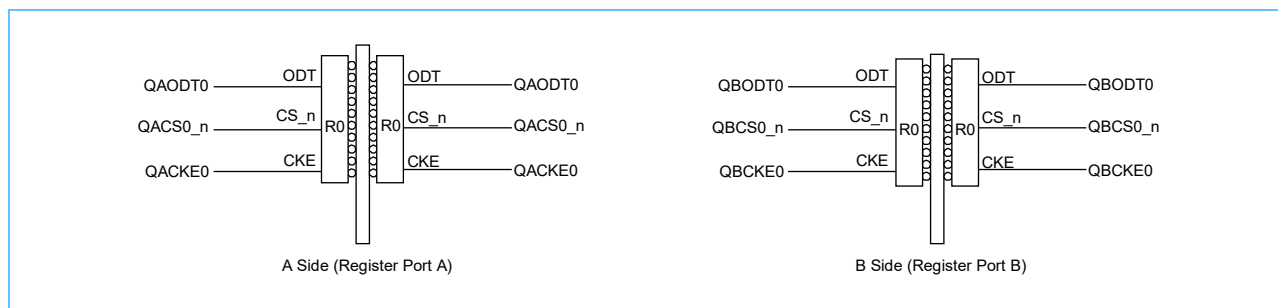 QAODT0 ODT ODT QAODT0
QACS0_n CS_n R0 R0 CS_n QACS0_n
QACKE0 CKE CKE QACKE0
A Side (Register Port A)
QBODT0 ODT ODT QBODT0
QBCS0_n CS_n R0 R0 CS_n QBCS0_n
QBCKE0 CKE CKE QBCKE0
B Side (Register Port B)